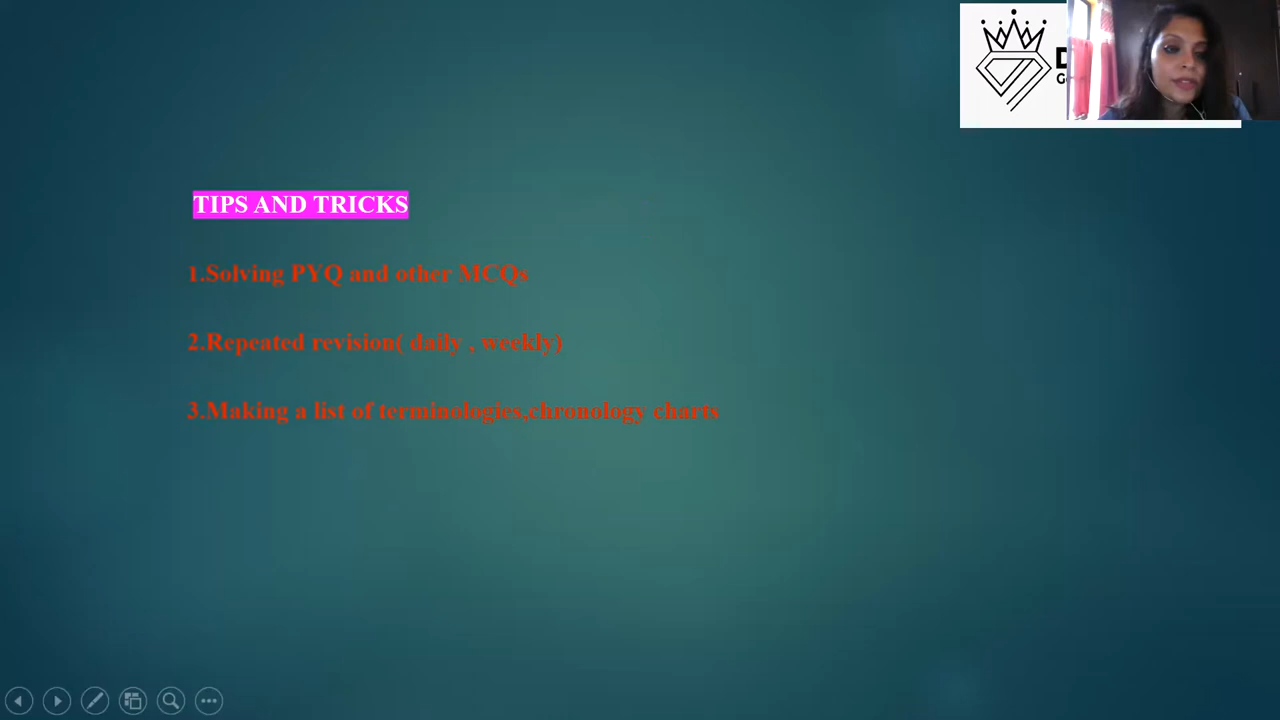 TIPS AND TRICKS
1.Solving PYQ and other MCQs
2.Repeated revision( daily , weekly)
3.Making a list of terminologies,chronology charts